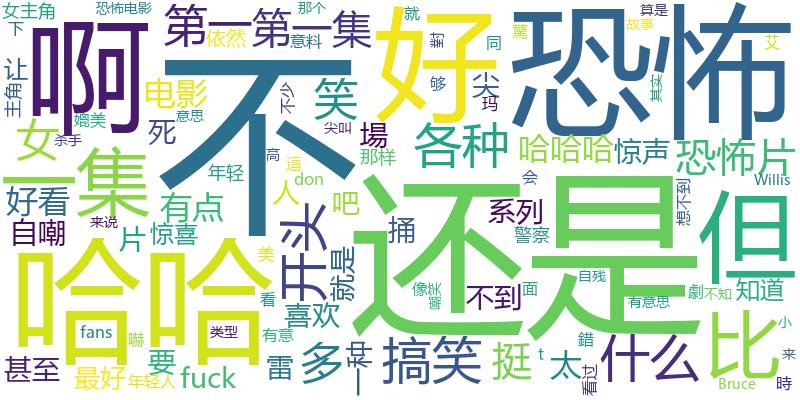 女主角
恐怖电影
那个
就
算是
下
啊
第一
第一集
好
恐怖
故事
依然
意料
對
同
驚
艾
主角
让
电影
不
笑
不少
尖
够
玛
其实
媲美
死
意思
尖叫
女
杀手
場
各种
哈哈哈
惊声
恐怖片
一集
高
這
那样
年轻
会
Willis
好看
有点
人
don
还是
想不到
但
自嘲
来说
吧
系列
片
惊喜
美
开头
捅
警察
哈哈
就是
像
面
自残
不到
知道
看
嘲笑
有意思
劇
不知
fans
嚇
类型
有意
喜欢
小
甚至
要
雷
多
一种
搞笑
挺
t
太
錯
什么
比
来
最好
年轻人
fuck
看过
Bruce
時